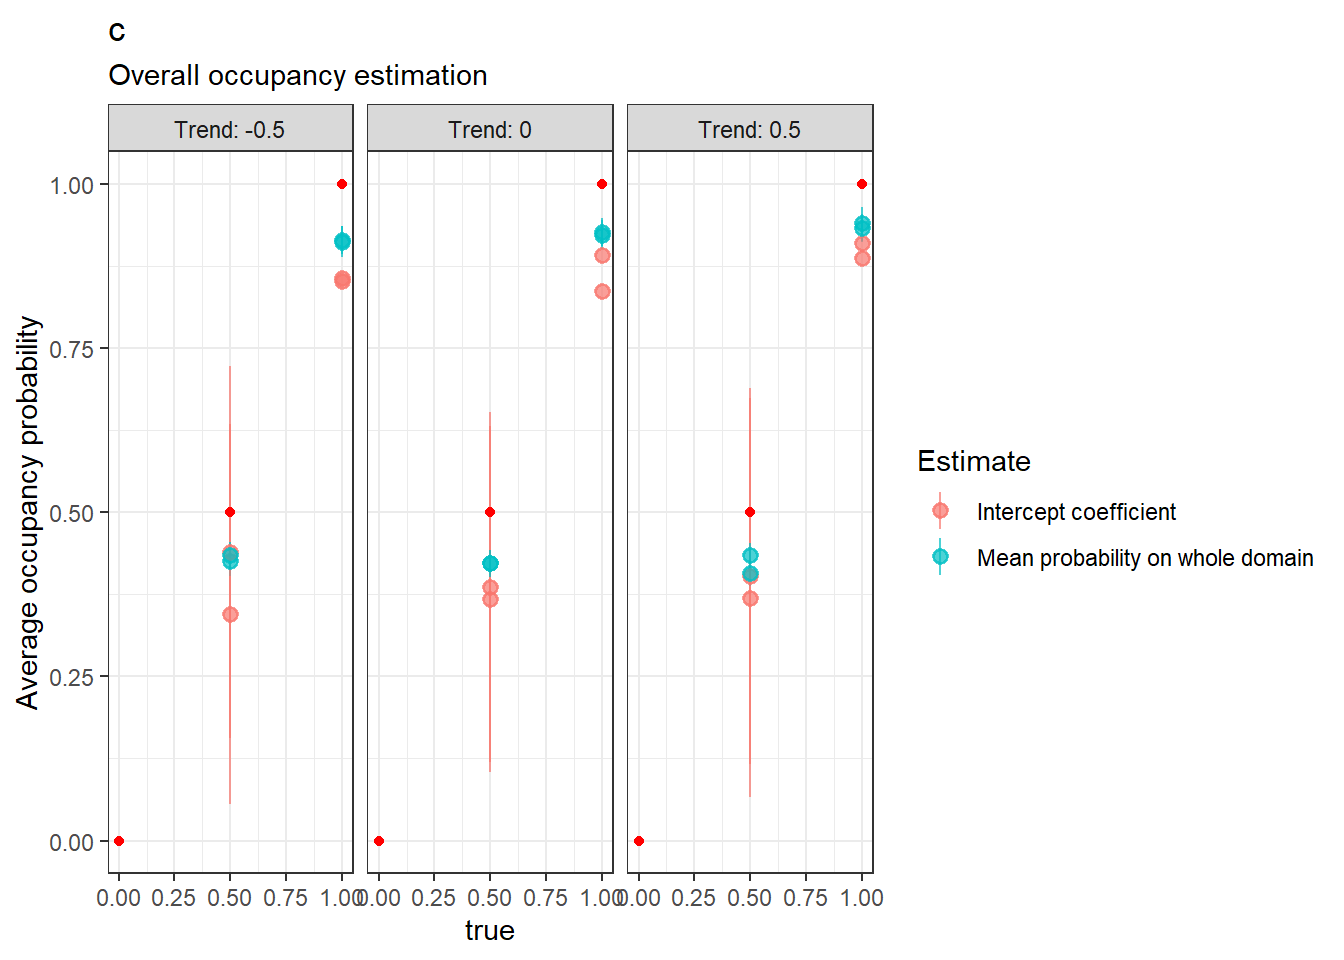 c
Overall occupancy estimation
Trend: -0.5 Trend: 0 Trend: 0.5
Average occupancy probability
1.00
0.75
0.50
0.25
0.00
0.00 0.25 0.50 0.75 1.00 0.00 0.25 0.50 0.75 1.00 0.00 0.25 0.50 0.75 1.00
true
Estimate
Intercept coefficient
Mean probability on whole domain